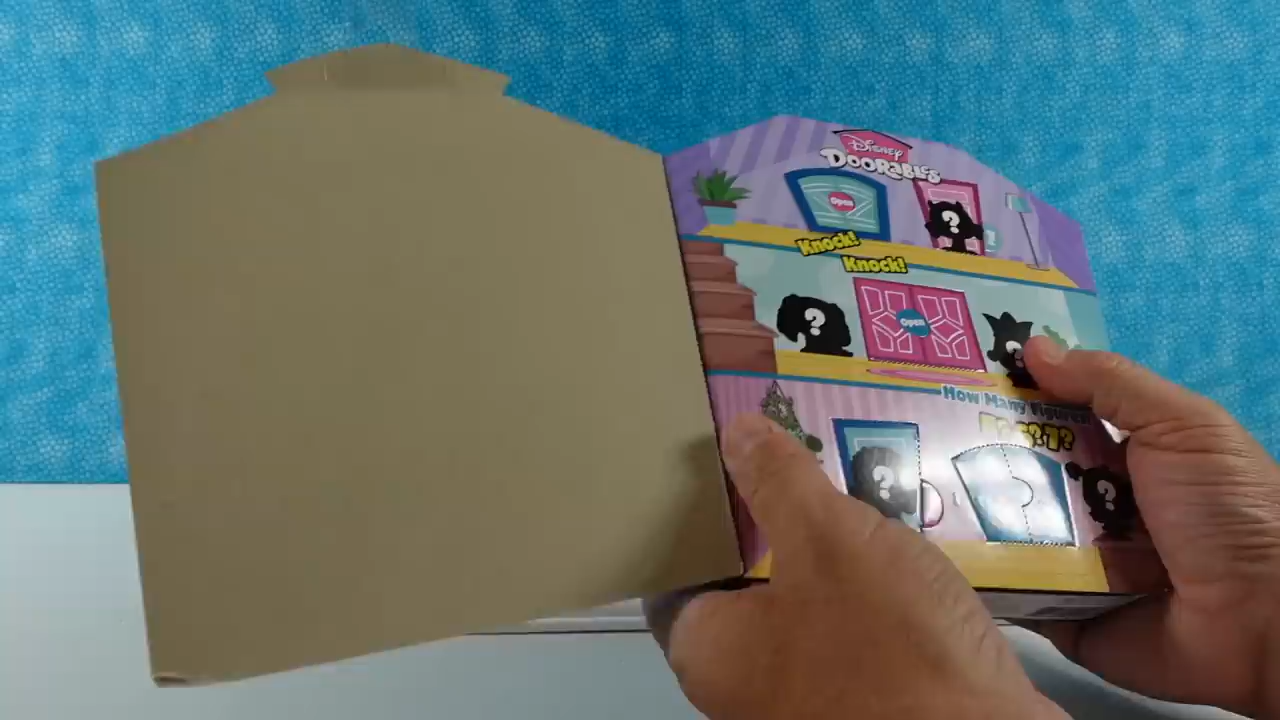 Disney
Doorables
Open
?
Knock!
Knock!
?
Open
?
How Many Figures?
?
?